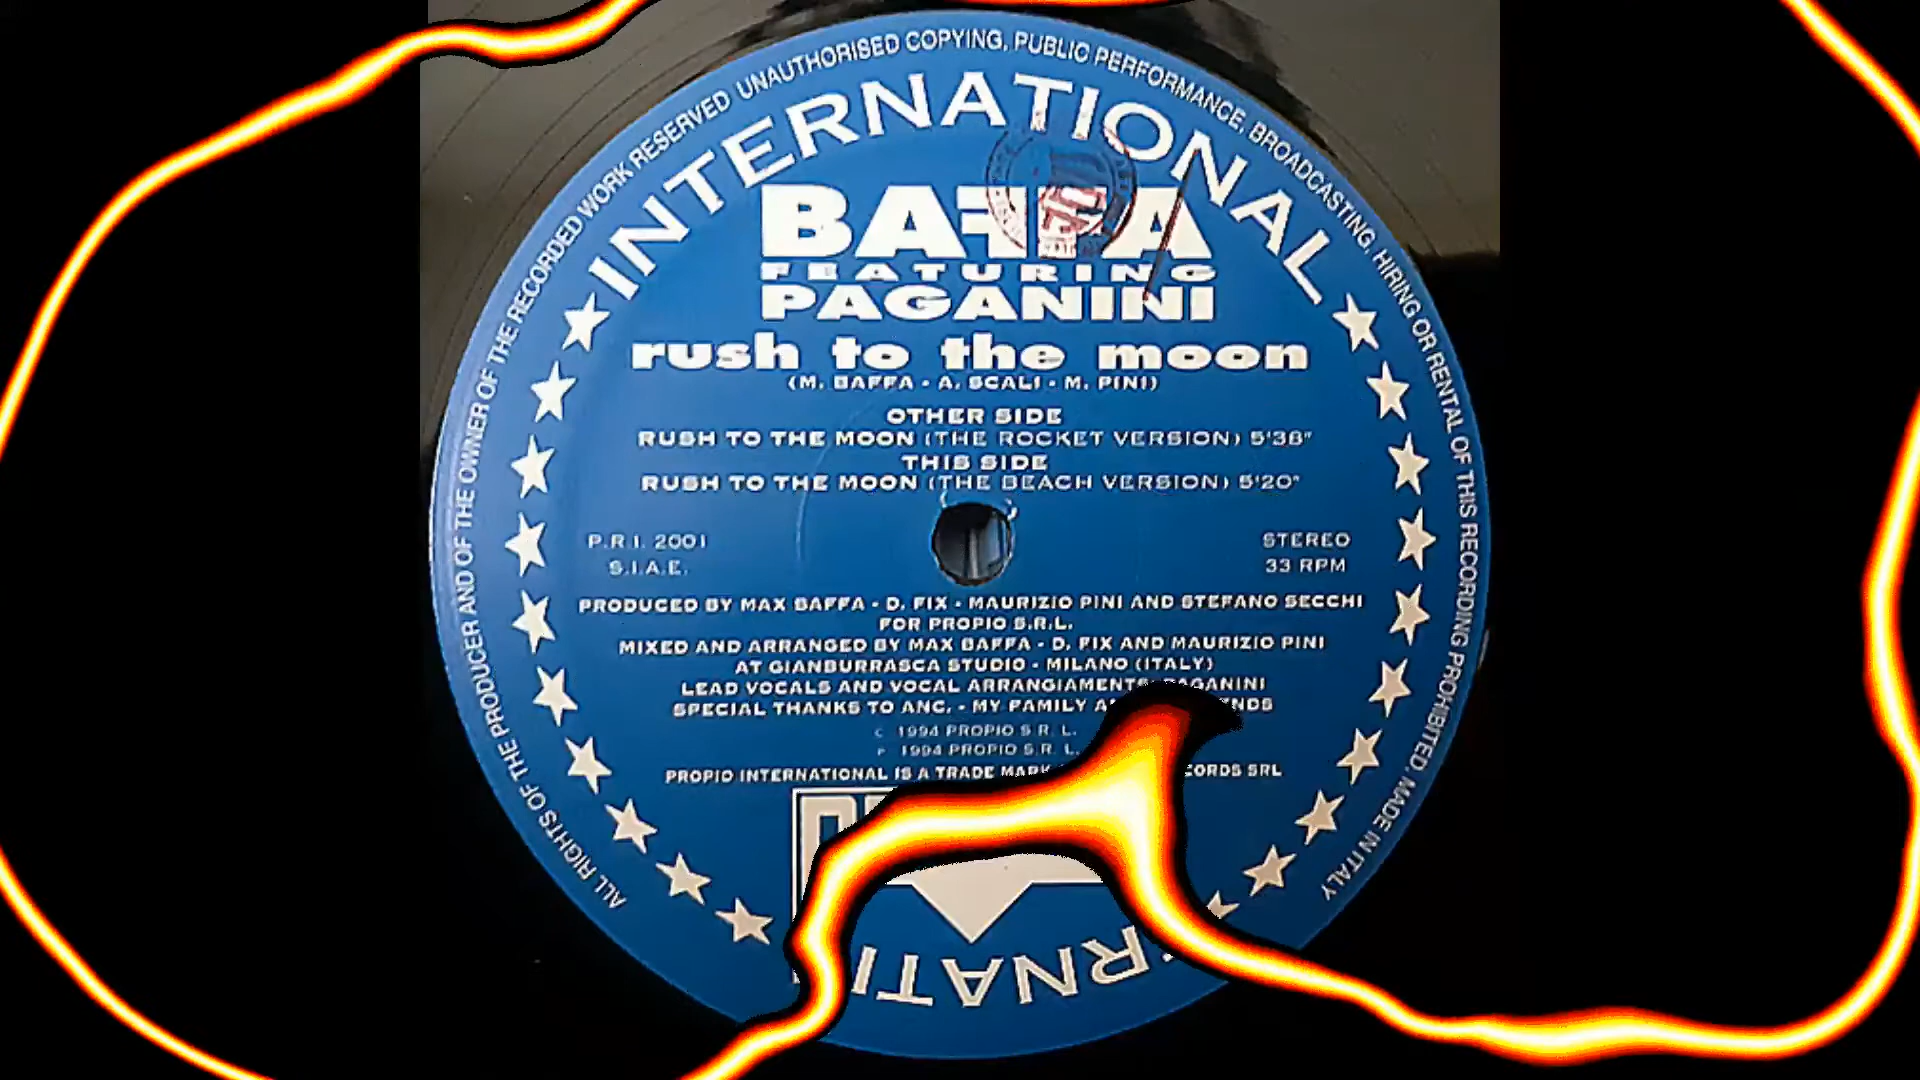 ALL RIGHTS OF THE PRODUCER AND OF THE OWNER OF THE RECORDED WORK RESERVED UNAUTHORISED COPYING, PUBLIC PERFORMANCE, BROADCASTING, HIRING OR RENTAL OF THIS RECORDING PROHIBITED. MADE IN ITALY
INTERNATIONAL
BAFFA
FEATURING
PAGANINI
rush to the moon
(M. BAFFA - A. SCALI - M. PINI)
OTHER SIDE
RUSH TO THE MOON (THE ROCKET VERSION) 5'38"
THIS SIDE
RUSH TO THE MOON (THE BEACH VERSION) 5'20"
P.R.I. 2001
S.I.A.E.
STEREO
33 RPM
PRODUCED BY MAX BAFFA - D. FIX - MAURIZIO PINI AND STEFANO SECCHI
FOR PROPIO S.R.L.
MIXED AND ARRANGED BY MAX BAFFA - D. FIX AND MAURIZIO PINI
AT GIANBURRASCA STUDIO - MILANO (ITALY)
LEAD VOCALS AND VOCAL ARRANGIAMENTS PAGANINI
SPECIAL THANKS TO ANG. - MY FAMILY
C 1994 PROPIO S.R.L.
P 1994 PROPIO S.R.L.
PROPIO INTERNATIONAL IS A TRADE MARK SRL